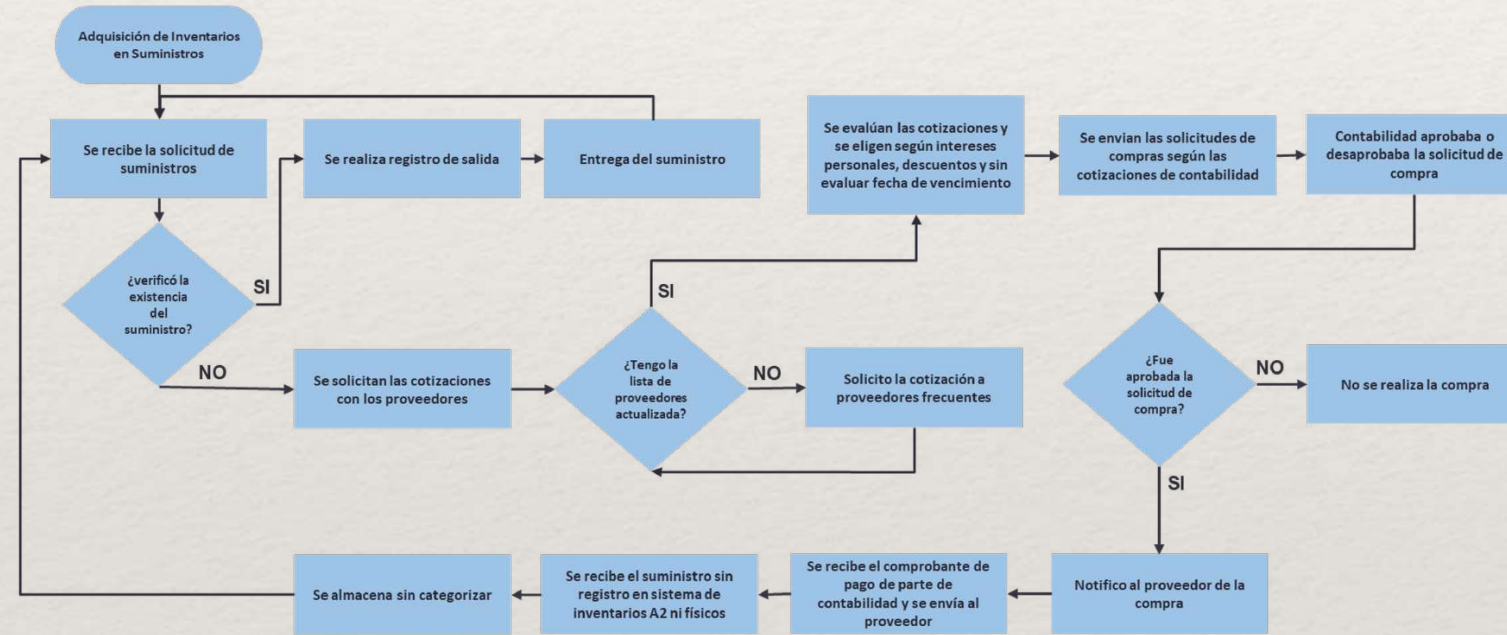 Adquisición de Inventarios
en Suministros
Se recibe la solicitud de
suministros
Se realiza registro de salida
Entrega del suministro
Se evalúan las cotizaciones y
se eligen según intereses
personales, descuentos y sin
evaluar fecha de vencimiento
Se envian las solicitudes de
compras según las
cotizaciones de contabilidad
Contabilidad aprobaba o
desaprobaba la solicitud de
compra
¿verificó la
existencia
del
suministro?
SI
NO
Se solicitan las cotizaciones
con los proveedores
¿Tengo la
lista de
proveedores
actualizada?
SI
NO
Solicito la cotización a
proveedores frecuentes
¿Fue
aprobada la
solicitud de
compra?
NO
No se realiza la compra
SI
Notifico al proveedor de la
compra
Se recibe el comprobante de
pago de parte de
contabilidad y se envía al
proveedor
Se recibe el suministro sin
registro en sistema de
inventarios A2 ni físicos
Se almacena sin categorizar